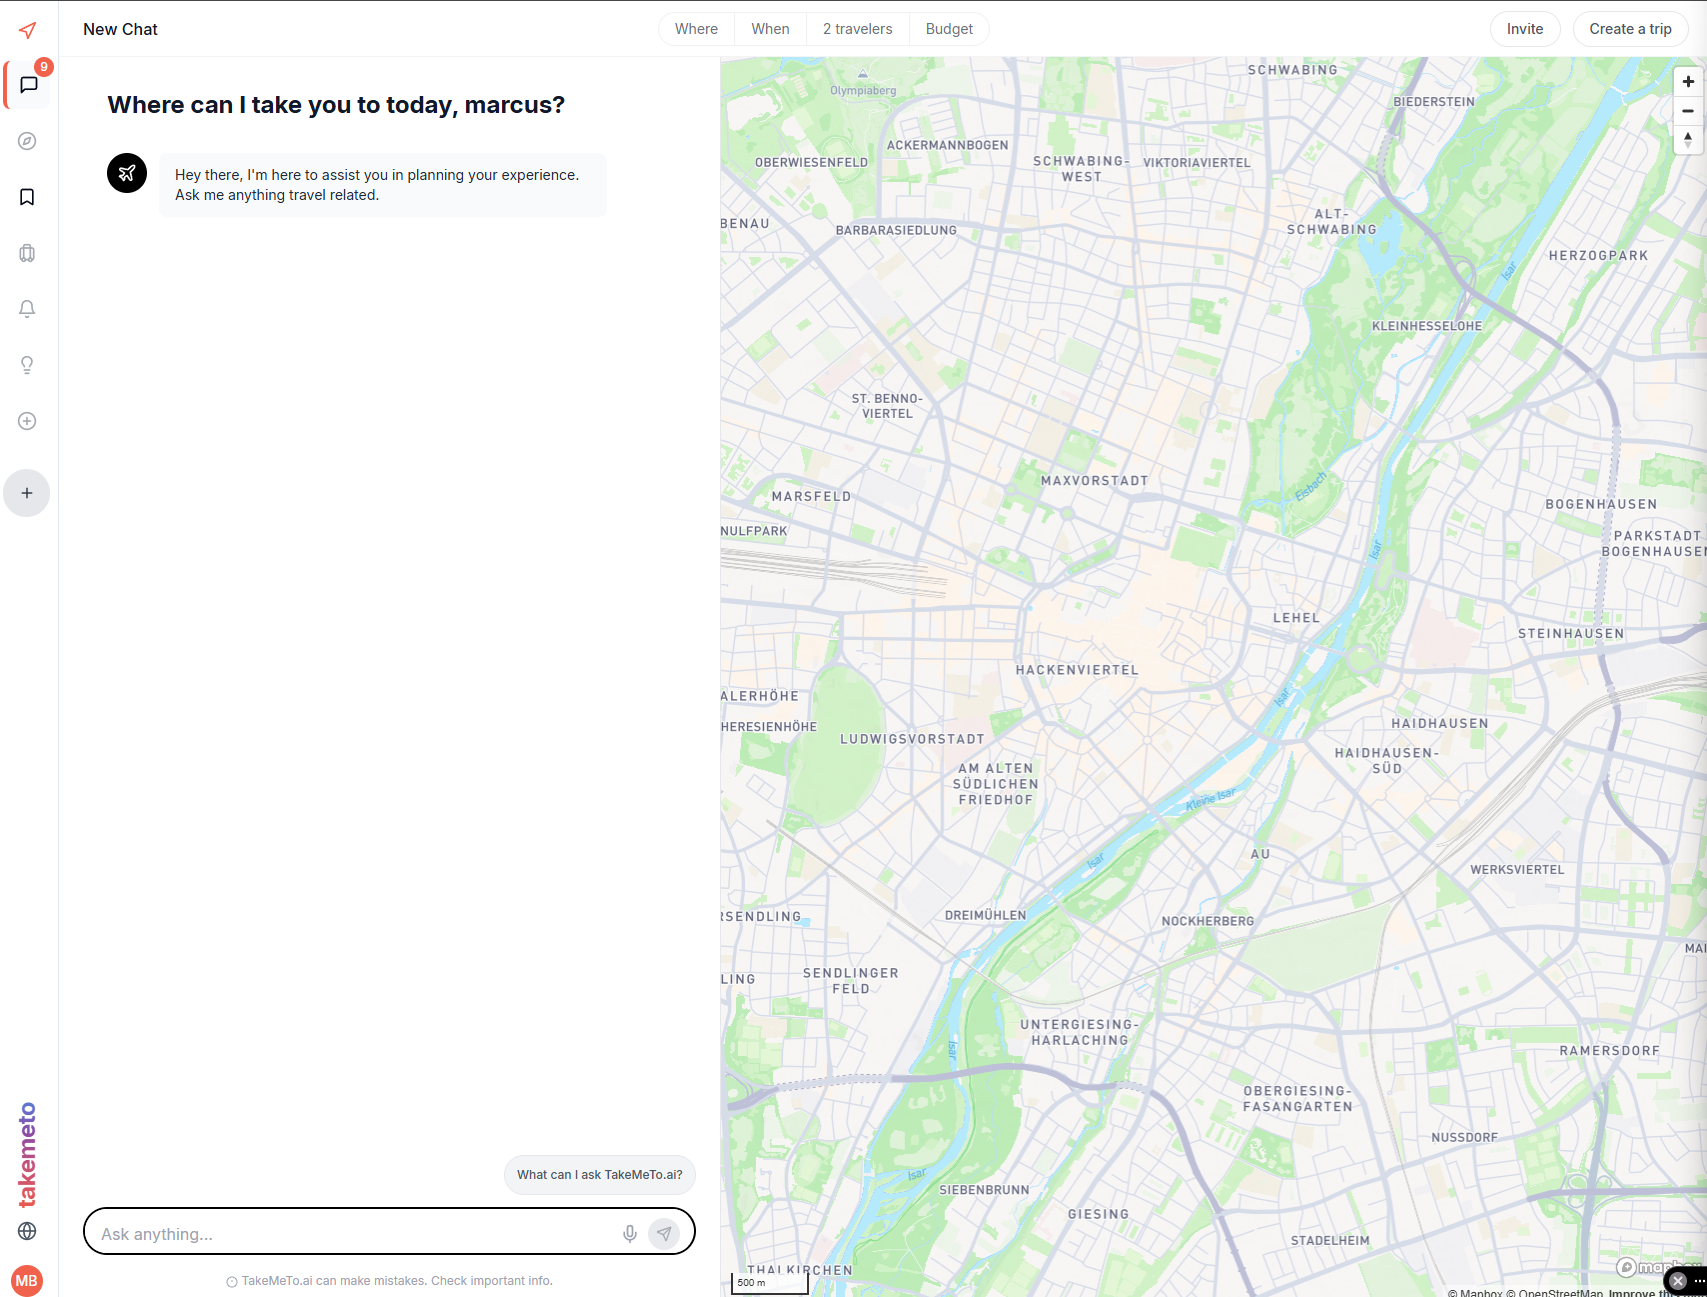 New Chat
Where
When
2 travelers
Budget
Invite
Create a trip
9
Where can I take you to today, marcus?
Hey there, I'm here to assist you in planning your experience.
Ask me anything travel related.
What can I ask TakeMeTo.ai?
Ask anything...
TakeMeTo.ai can make mistakes. Check important info.
takemeto
MB
SCHWABING
Olympiaberg
BIEDERSTEIN
ACKERMANNBOGEN
OBERWIESENFELD
SCHWABING-
WEST
VIKTORIAVIERTEL
BENAU
BARBARASIEDLUNG
ALT-
SCHWABING
HERZOGPARK
Isar
KLEINHESSELOHE
ST. BENNO-
VIERTEL
MAXVORSTADT
Eisbach
MARSFELD
BOGENHAUSEN
NULFPARK
PARKSTADT
BOGENHAUSEN
Isar
LEHEL
STEINHAUSEN
HACKENVIERTEL
ALERHÖHE
Isar
HERESIENHÖHE
HAIDHAUSEN
LUDWIGSVORSTADT
HAIDHAUSEN-
SÜD
AM ALTEN
SÜDLICHEN
FRIEDHOF
Kleine Isar
AU
Isar
WERKSVIERTEL
RSENDLING
DREIMÜHLEN
NOCKHERBERG
MAI
LING
SENDLINGER
FELD
UNTERGIESING-
HARLACHING
Isar
RAMERSDORF
OBERGIESING-
FASANGARTEN
NUSSDORF
Isar
SIEBENBRUNN
GIESING
STADELHEIM
THALKIRCHEN
500 m
mapbox
© Mapbox © OpenStreetMap Improve this